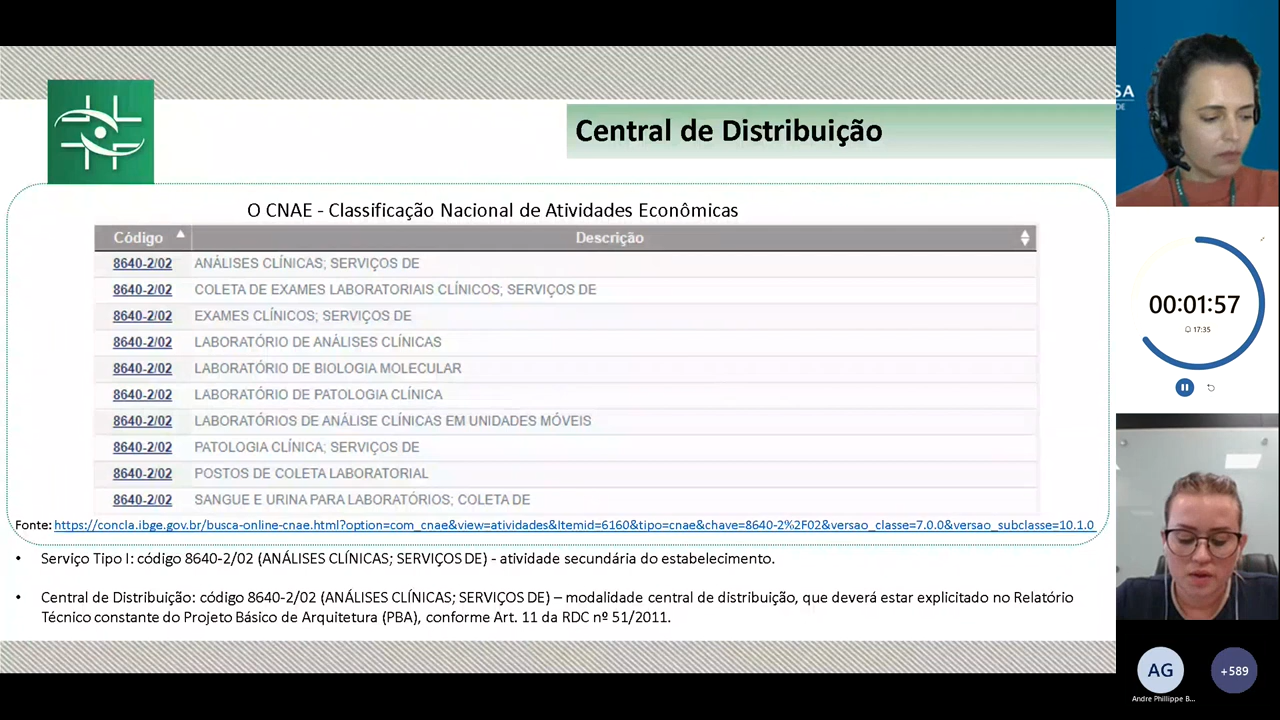 Central de Distribuição
O CNAE - Classificação Nacional de Atividades Econômicas
Código Descrição
8640-2/02 ANÁLISES CLÍNICAS; SERVIÇOS DE
8640-2/02 COLETA DE EXAMES LABORATORIAIS CLÍNICOS; SERVIÇOS DE
8640-2/02 EXAMES CLÍNICOS; SERVIÇOS DE
8640-2/02 LABORATÓRIO DE ANÁLISES CLÍNICAS
8640-2/02 LABORATÓRIO DE BIOLOGIA MOLECULAR
8640-2/02 LABORATÓRIO DE PATOLOGIA CLÍNICA
8640-2/02 LABORATÓRIOS DE ANÁLISE CLÍNICAS EM UNIDADES MÓVEIS
8640-2/02 PATOLOGIA CLÍNICA; SERVIÇOS DE
8640-2/02 POSTOS DE COLETA LABORATORIAL
8640-2/02 SANGUE E URINA PARA LABORATÓRIOS; COLETA DE
Fonte: https://concla.ibge.gov.br/busca-online-cnae.html?option=com_cnae&view=atividades&Itemid=6160&tipo=cnae&chave=8640-2%2F02&versao_classe=7.0.0&versao_subclasse=10.1.0
• Serviço Tipo I: código 8640-2/02 (ANÁLISES CLÍNICAS; SERVIÇOS DE) - atividade secundária do estabelecimento.
• Central de Distribuição: código 8640-2/02 (ANÁLISES CLÍNICAS; SERVIÇOS DE) – modalidade central de distribuição, que deverá estar explicitado no Relatório
Técnico constante do Projeto Básico de Arquitetura (PBA), conforme Art. 11 da RDC nº 51/2011.
SA
DE
00:01:57
17:35
AG
+589
Andre Phillippe B...